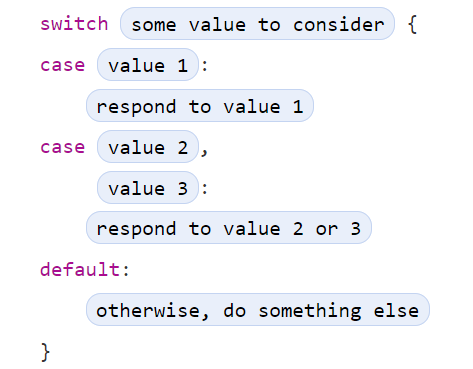 switch some value to consider {
case value 1:
respond to value 1
case value 2,
value 3:
respond to value 2 or 3
default:
otherwise, do something else
}